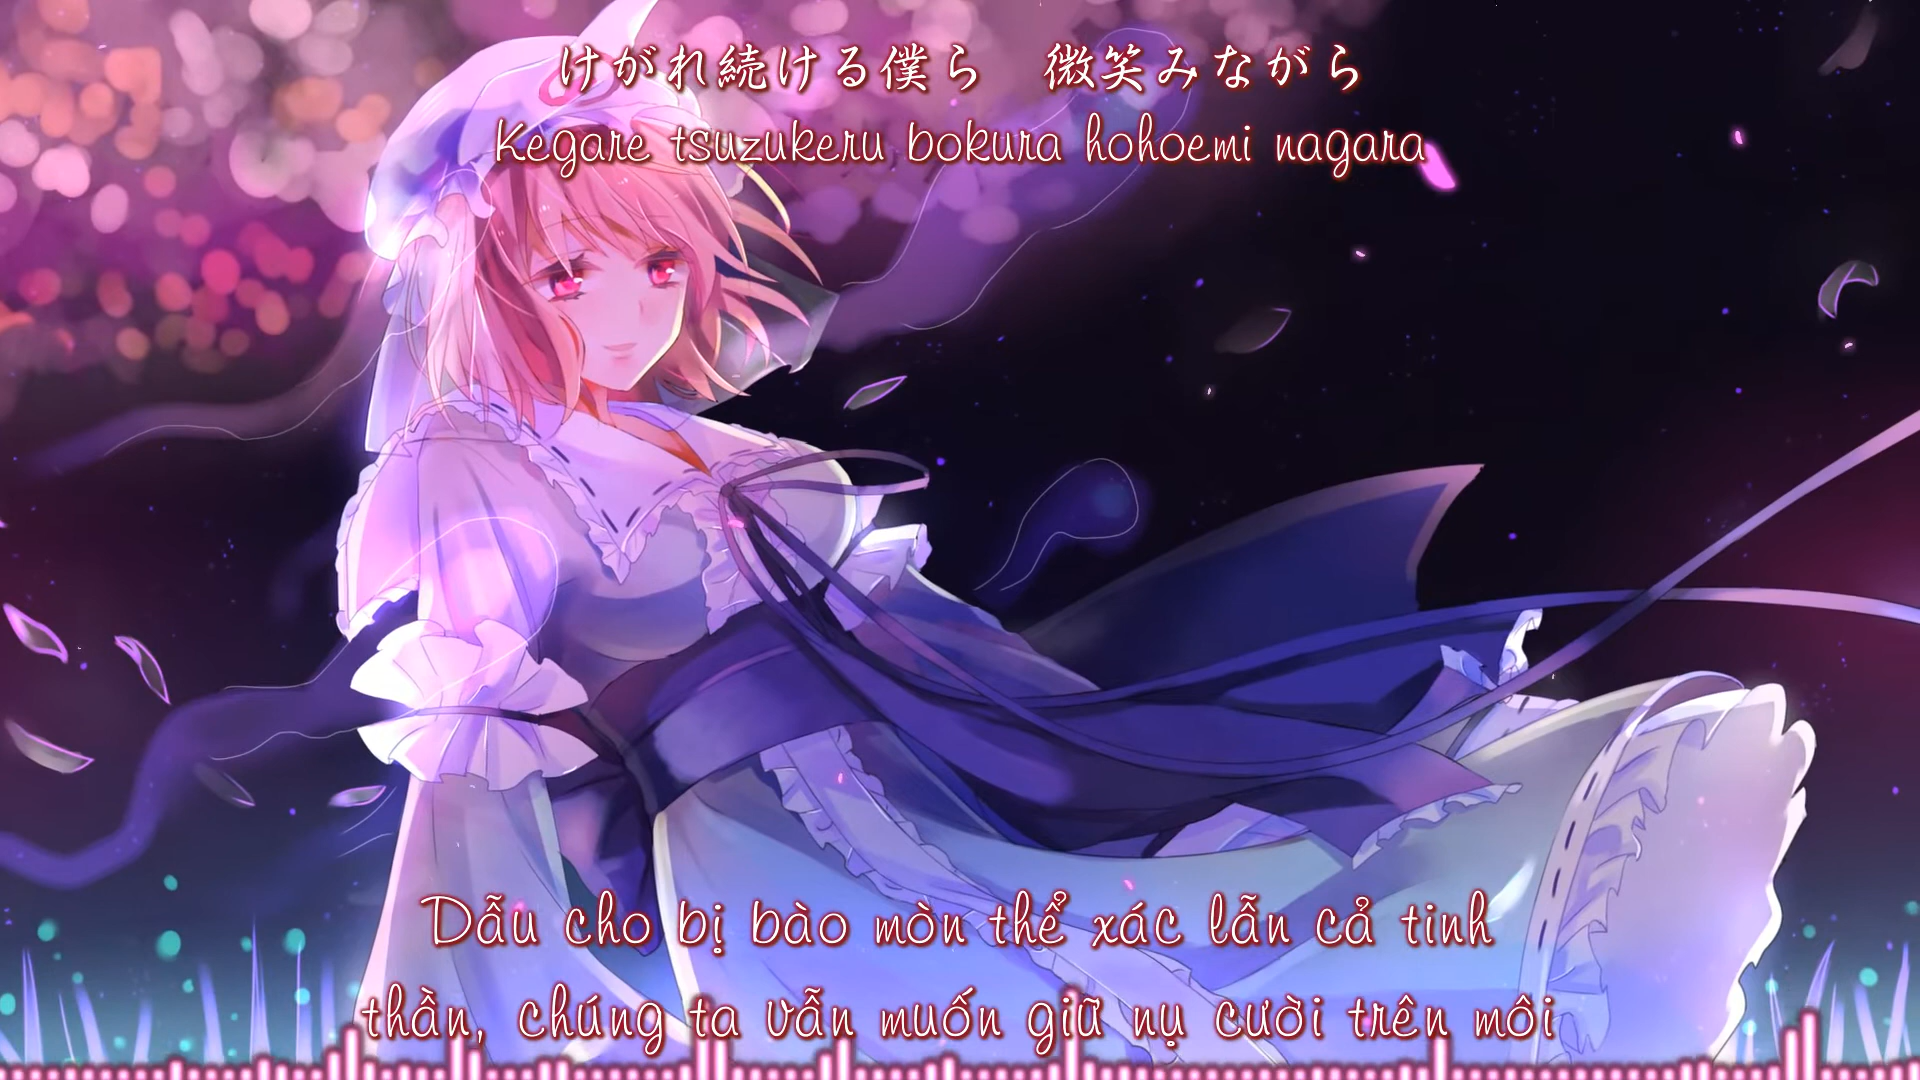 けがれ続ける僕ら　微笑みながら
Kegare tsuzukeru bokura hohoemi nagara
Dẫu cho bị bào mòn thể xác lẫn cả tinh
thần, chúng ta vẫn muốn giữ nụ cười trên môi